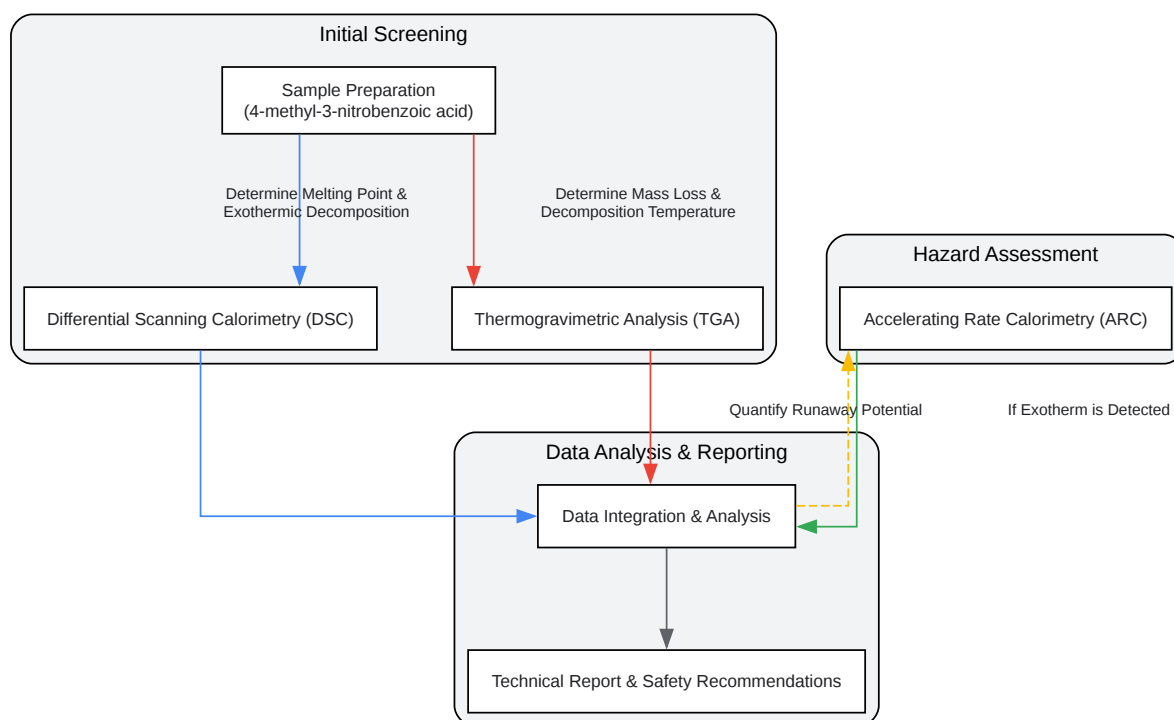 Initial Screening
Sample Preparation
(4-methyl-3-nitrobenzoic acid)
Determine Melting Point &
Exothermic Decomposition
Determine Mass Loss &
Decomposition Temperature
Differential Scanning Calorimetry (DSC)
Thermogravimetric Analysis (TGA)
Hazard Assessment
Accelerating Rate Calorimetry (ARC)
Quantify Runaway Potential
If Exotherm is Detected
Data Analysis & Reporting
Data Integration & Analysis
Technical Report & Safety Recommendations